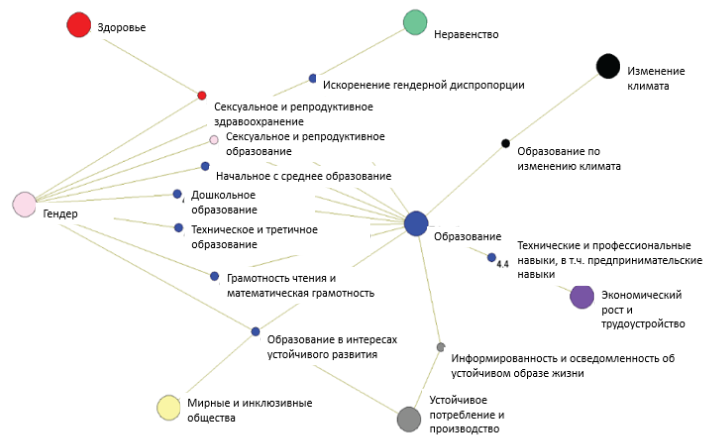 Здоровье
Неравенство
Изменение
климата
Искоренение гендерной диспропорции
Сексуальное и репродуктивное
здравоохранение
Сексуальное и репродуктивное
образование
Образование по
изменению климата
Начальное с среднее образование
Дошкольное
образование
Гендер
Техническое и третичное
образование
Образование
Технические и профессиональные
навыки, в т.ч. предпринимательские
навыки
4.4
Грамотность чтения и
математическая грамотность
Экономический
рост и
трудоустройство
Образование в интересах
устойчивого развития
Информированность и осведомленность об
устойчивом образе жизни
Мирные и инклюзивные
общества
Устойчивое
потребление и
производство